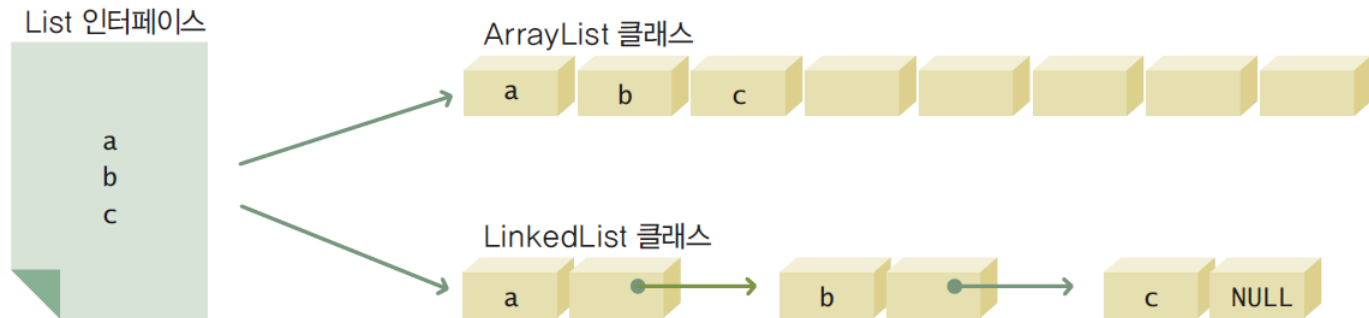 List 인터페이스
a
b
c
ArrayList 클래스
a b c
LinkedList 클래스
a b c NULL